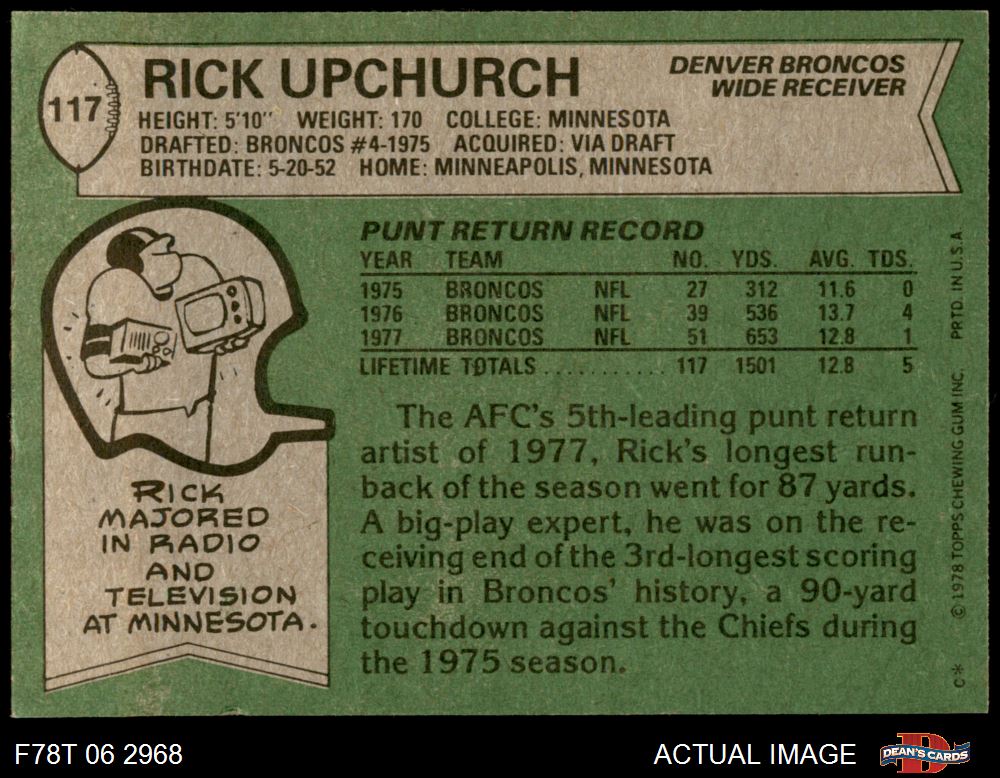 117
RICK UPCHURCH
DENVER BRONCOS
WIDE RECEIVER
HEIGHT: 5'10" WEIGHT: 170 COLLEGE: MINNESOTA
DRAFTED: BRONCOS #4-1975 ACQUIRED: VIA DRAFT
BIRTHDATE: 5-20-52 HOME: MINNEAPOLIS, MINNESOTA
PUNT RETURN RECORD
YEAR TEAM NO. YDS. AVG. TDS.
1975 BRONCOS NFL 27 312 11.6 0
1976 BRONCOS NFL 39 536 13.7 4
1977 BRONCOS NFL 51 653 12.8 1
LIFETIME TOTALS........... 117 1501 12.8 5
The AFC's 5th-leading punt return
artist of 1977, Rick's longest run-
back of the season went for 87 yards.
A big-play expert, he was on the re-
ceiving end of the 3rd-longest scoring
play in Broncos' history, a 90-yard
touchdown against the Chiefs during
the 1975 season.
RICK
MAJORED
IN RADIO
AND
TELEVISION
AT MINNESOTA.
C* © 1978 TOPPS CHEWING GUM INC. PRTD. IN U.S.A
F78T 06 2968
ACTUAL IMAGE
D
DEAN'S CARDS